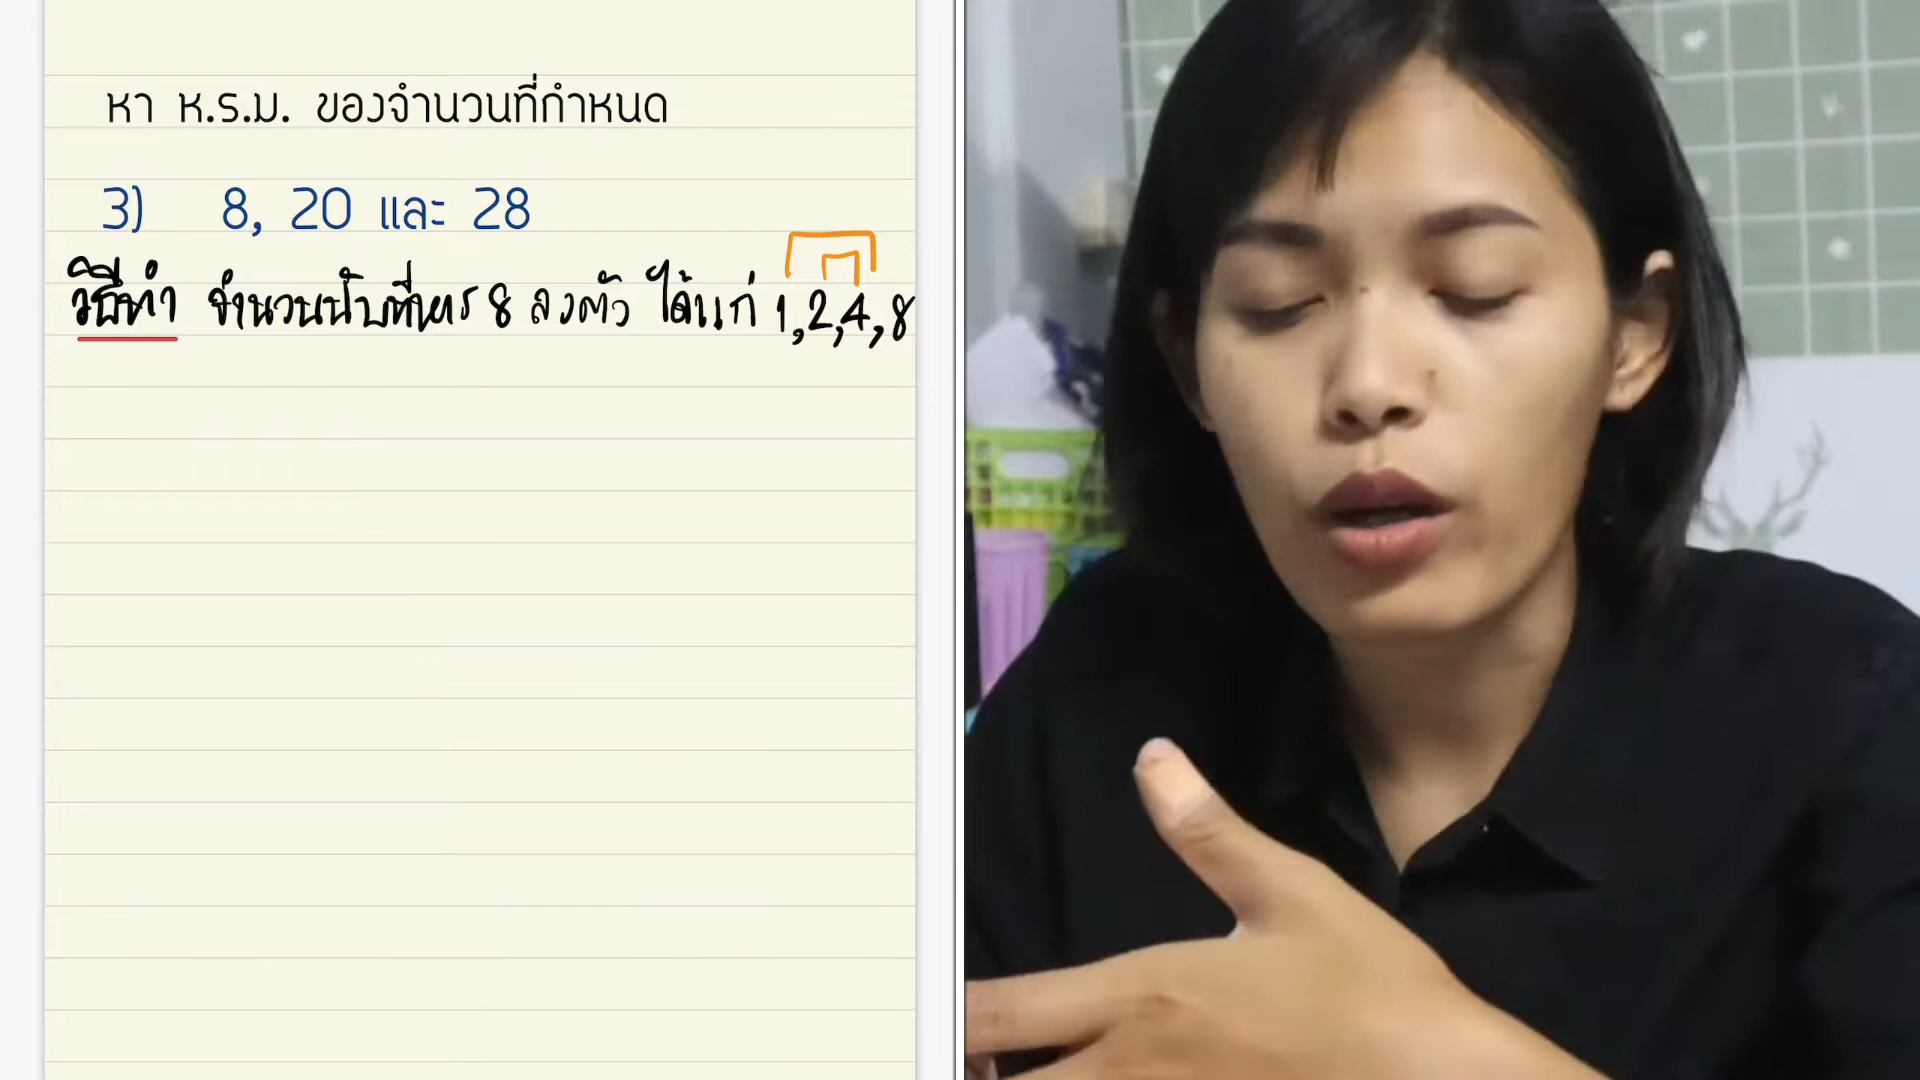 หา ห.ร.ม. ของจำนวนที่กำหนด
3) 8, 20 และ 28
วิธีทำ จำนวนนับที่หาร 8 ลงตัว ได้แก่ 1,2,4,8